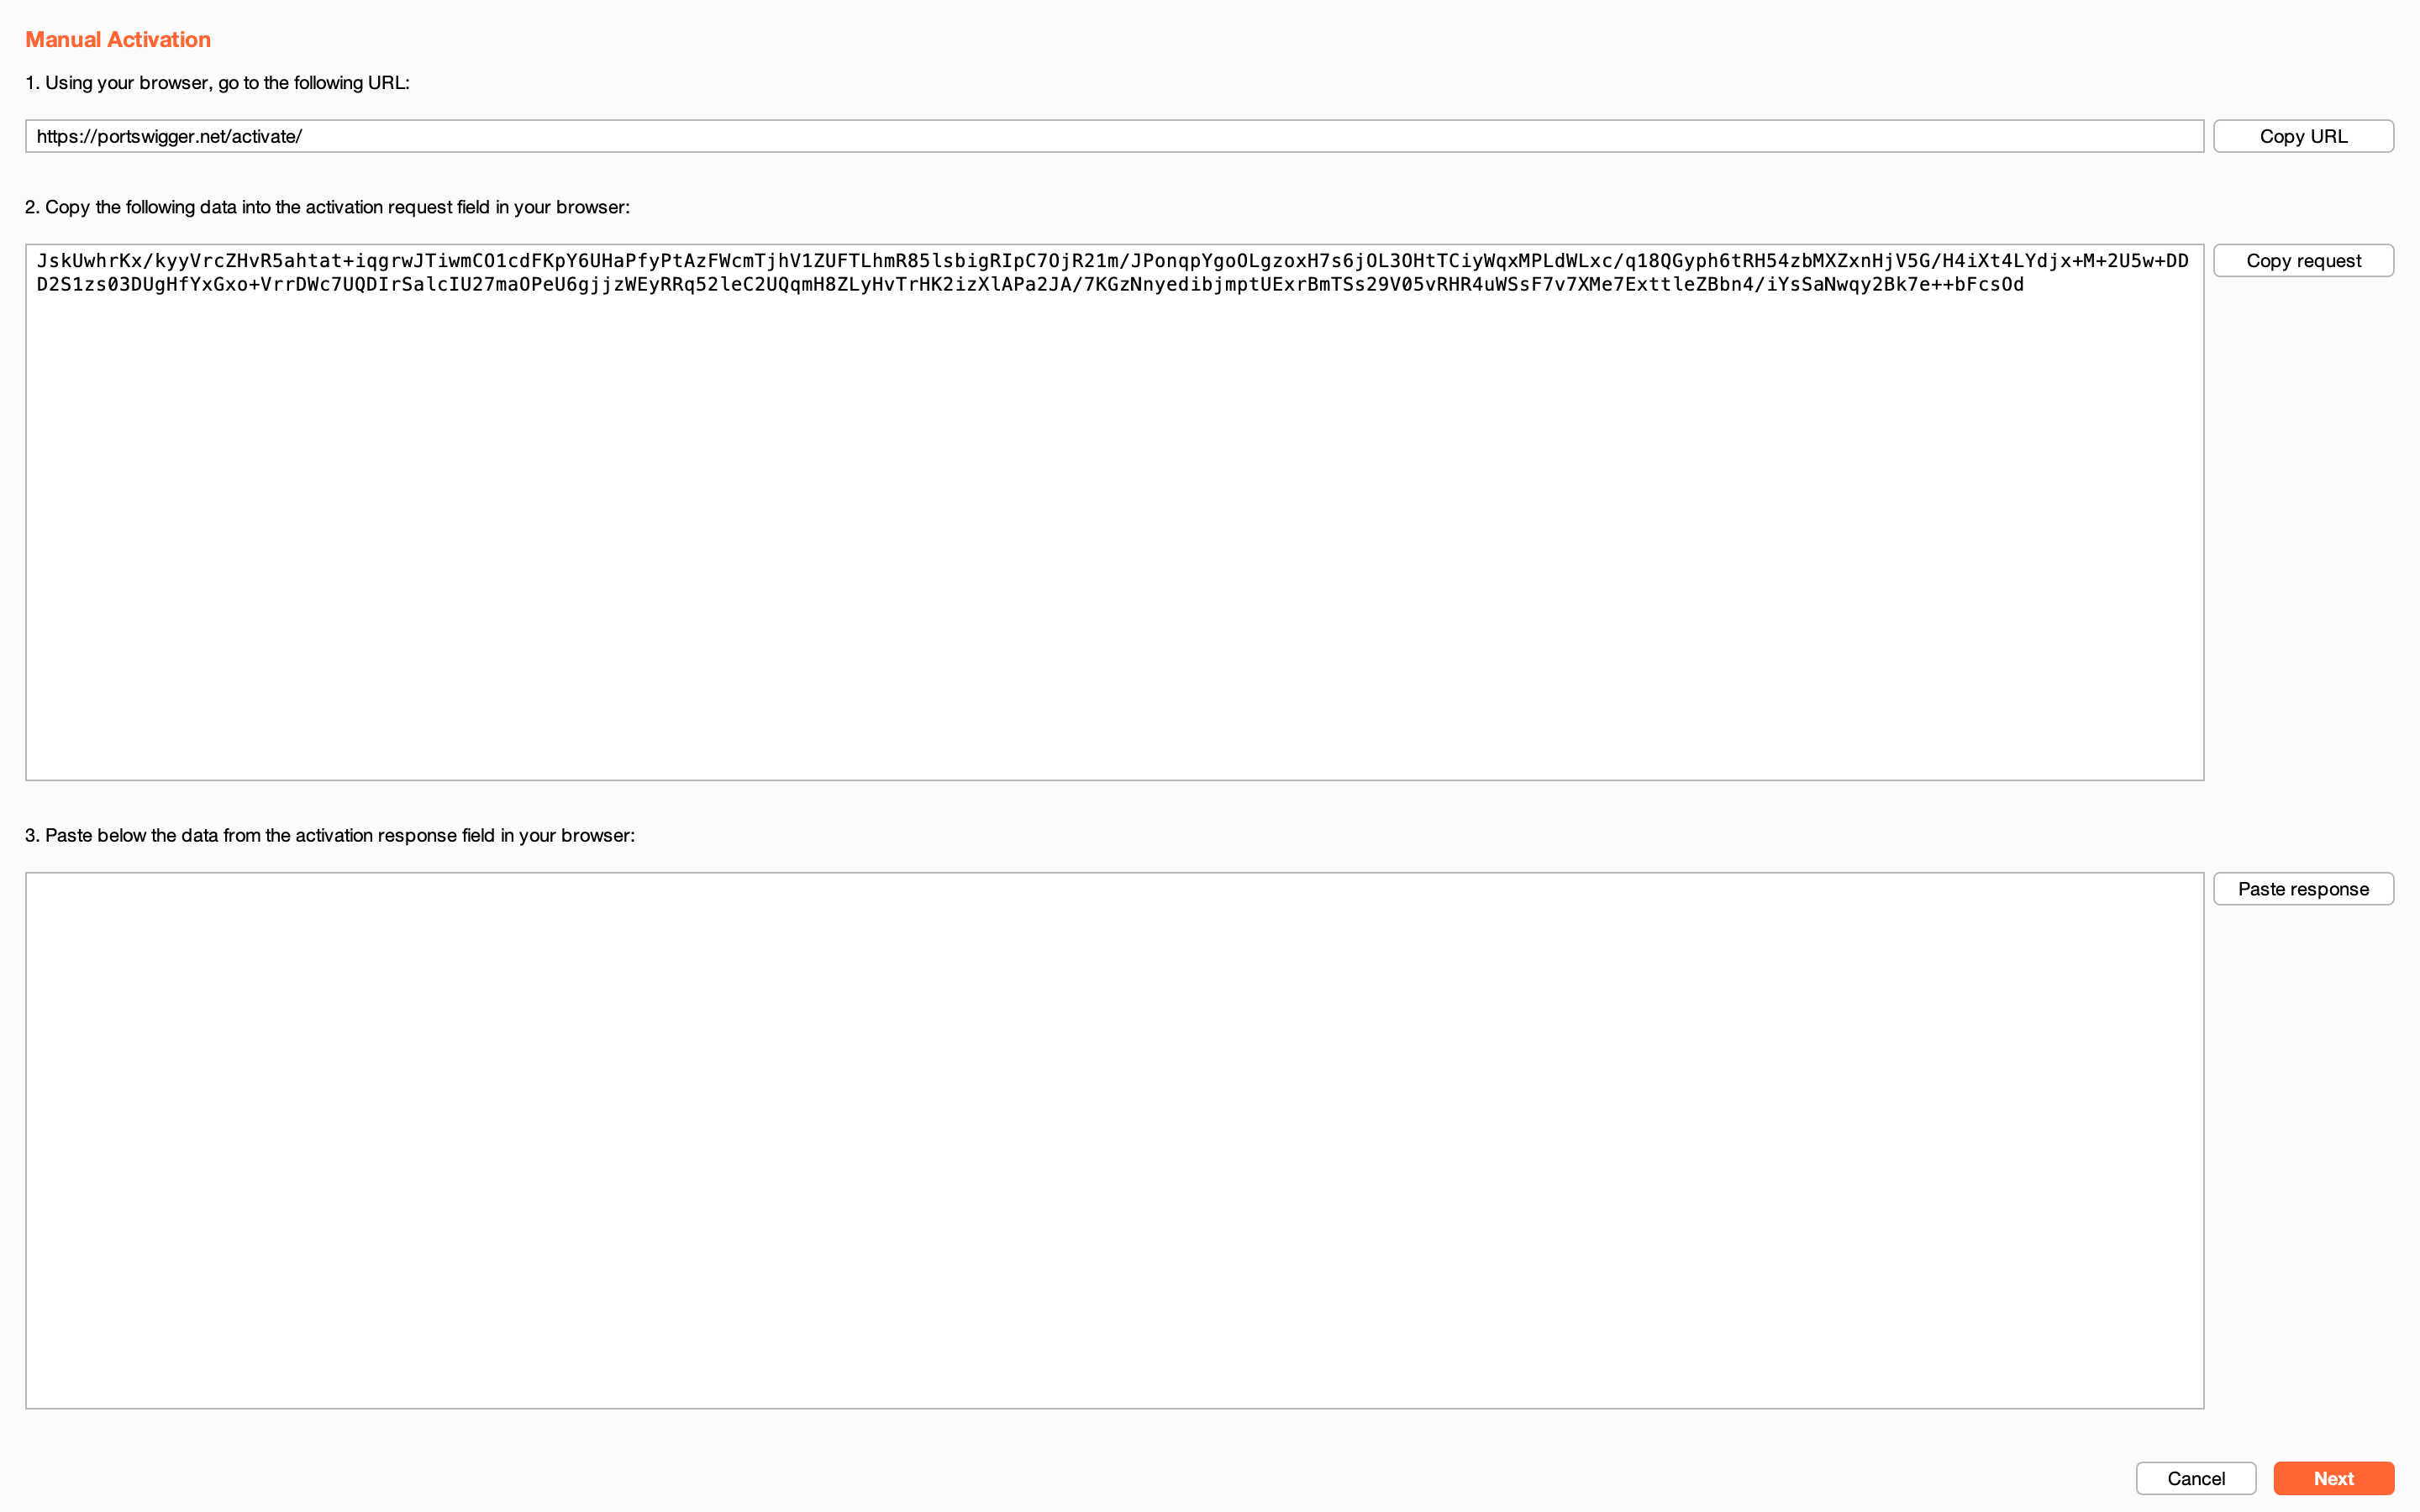 Manual Activation
1. Using your browser, go to the following URL:
https://portswigger.net/activate/
Copy URL
2. Copy the following data into the activation request field in your browser:
JskUwhrKx/kyyVrcZHvR5ahtat+iqgrwJTiwmCO1cdFKpY6UHaPfyPtAzFWcmTjhV1ZUFTLhmR85lsbigRIpC7OjR21m/JPonqpYgoOLgzoxH7s6jOL3OHtTCiyWqxMPLdWLxc/q18QGyph6tRH54zbMXZxnHjV5G/H4iXt4LYdjx+M+2U5w+DD
D2S1zs03DUgHfYxGxo+VrrDWc7UQDIrSalcIU27maOPeU6gjjzWEyRRq52leC2UQqmH8ZLyHvTrHK2izXlAPa2JA/7KGzNnyedibjmptUExrBmTSs29V05vRHR4uWSsF7v7XMe7ExttleZBbn4/iYsSaNwqy2Bk7e++bFcsOd
Copy request
3. Paste below the data from the activation response field in your browser:
Paste response
Cancel
Next